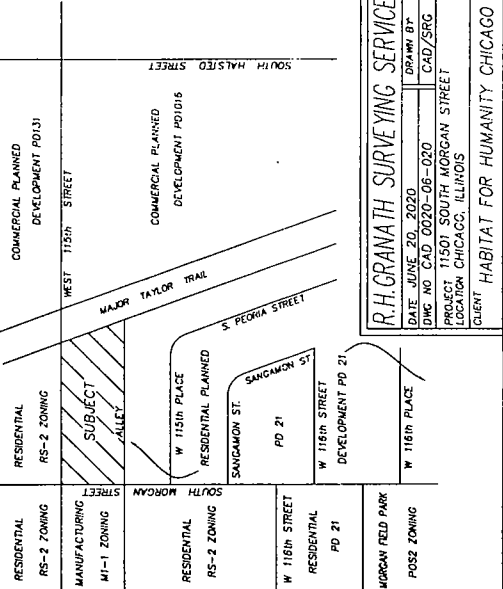 COMMERCIAL PLANNED
DEVELOPMENT PD131
RESIDENTIAL
RS-2 ZONING
RESIDENTIAL
RS-2 ZONING
WEST 115th STREET
SOUTH HALSTED STREET
MANUFACTURING
M1-1 ZONING
SUBJECT
ALLEY
MAJOR TAYLOR TRAIL
COMMERCIAL PLANNED
DEVELOPMENT PD1015
SOUTH MORGAN STREET
RESIDENTIAL
RS-2 ZONING
W 115th PLACE
RESIDENTIAL PLANNED
S. PEORIA STREET
SANGAMON ST.
SANGAMON ST.
PD 21
W 116th STREET
RESIDENTIAL
PD 21
W 116th STREET
DEVELOPMENT PD 21
MORGAN FIELD PARK
POS2 ZONING
W 116th PLACE
R.H.GRANATH SURVEYING SERVICE
DATE JUNE 20, 2020
DRAWN BY
DWG NO CAD 0020-06-020
CAD/SRG
PROJECT 11501 SOUTH MORGAN STREET
LOCATION CHICAGO, ILLINOIS
CLIENT HABITAT FOR HUMANITY CHICAGO